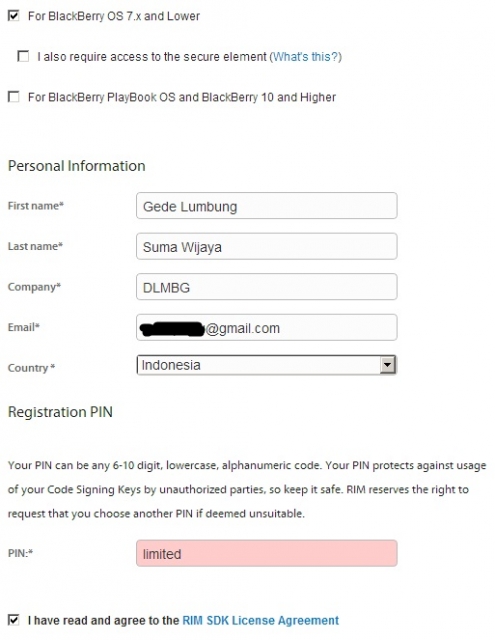 For BlackBerry OS 7.x and Lower
I also require access to the secure element (What's this?)
For BlackBerry PlayBook OS and BlackBerry 10 and Higher
Personal Information
First name* Gede Lumbung
Last name* Suma Wijaya
Company* DLMBG
Email* @gmail.com
Country* Indonesia
Registration PIN
Your PIN can be any 6-10 digit, lowercase, alphanumeric code. Your PIN protects against usage
of your Code Signing Keys by unauthorized parties, so keep it safe. RIM reserves the right to
request that you choose another PIN if deemed unsuitable.
PIN:* limited
I have read and agree to the RIM SDK License Agreement